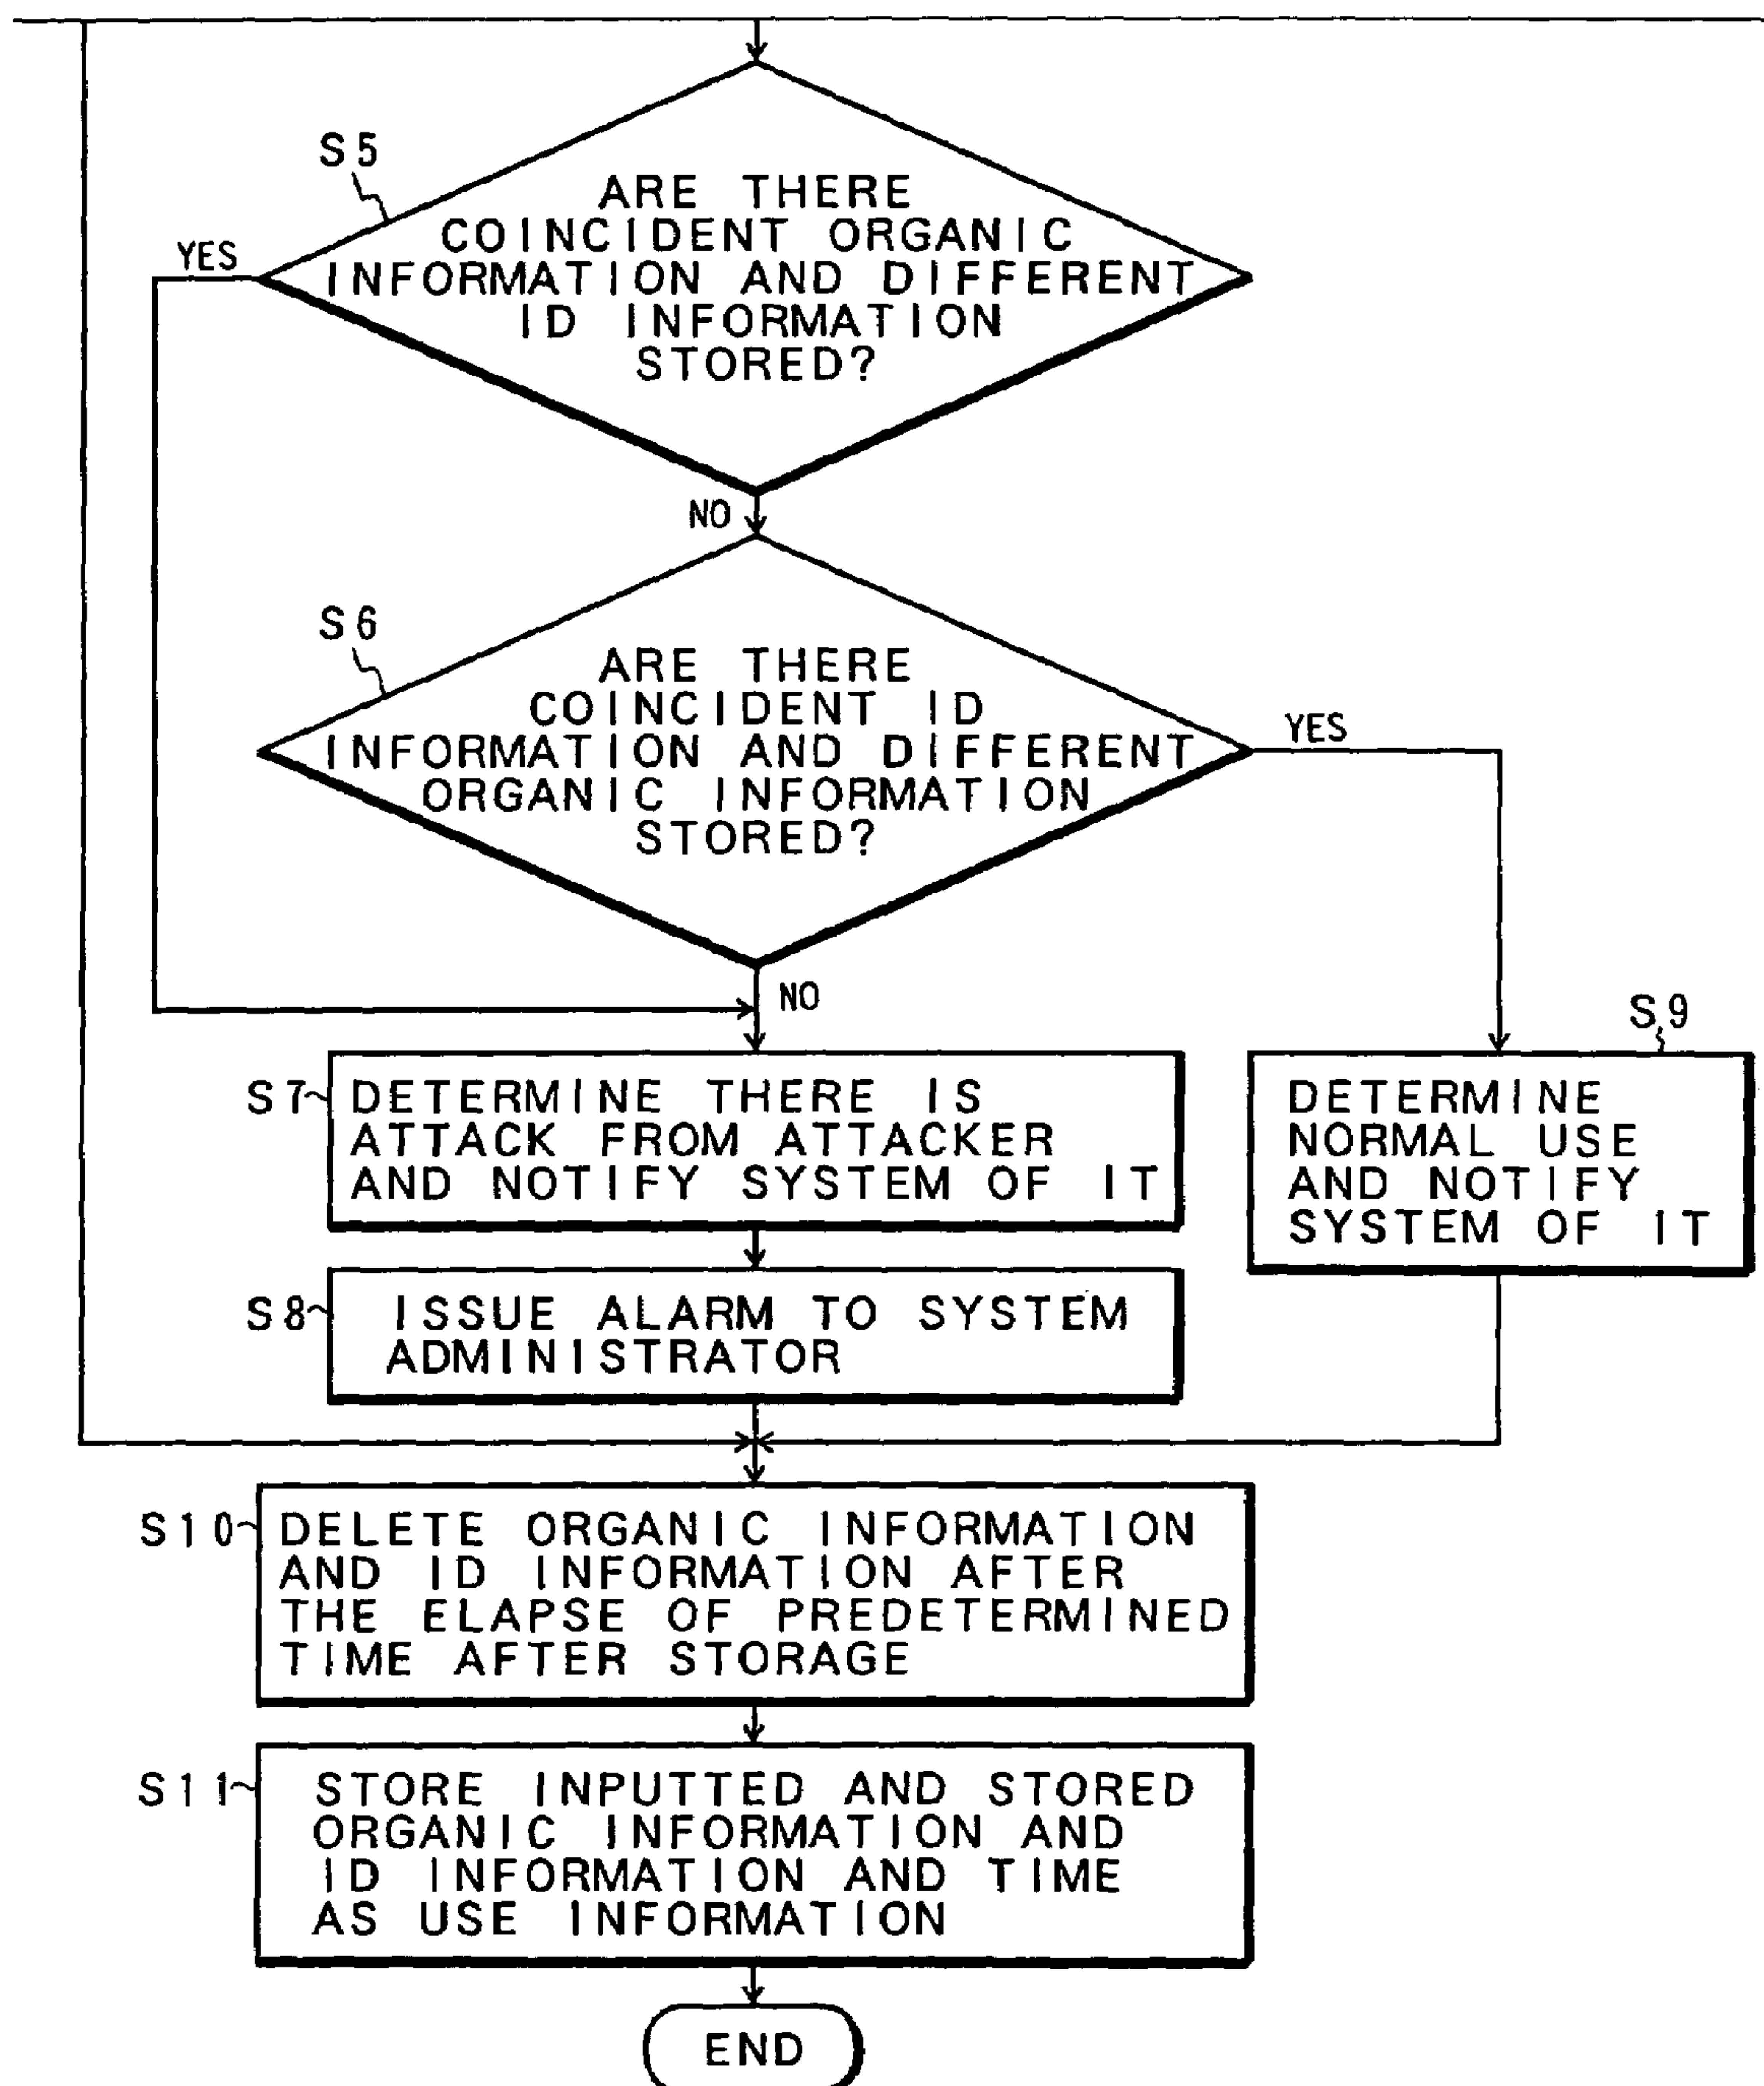 S5
ARE THERE
COINCIDENT ORGANIC
INFORMATION AND DIFFERENT
ID INFORMATION
STORED?
YES
NO
S6
ARE THERE
COINCIDENT ID
INFORMATION AND DIFFERENT
ORGANIC INFORMATION
STORED?
YES
NO
S7
DETERMINE THERE IS
ATTACK FROM ATTACKER
AND NOTIFY SYSTEM OF IT
S9
DETERMINE
NORMAL USE
AND NOTIFY
SYSTEM OF IT
S8
ISSUE ALARM TO SYSTEM
ADMINISTRATOR
S10
DELETE ORGANIC INFORMATION
AND ID INFORMATION AFTER
THE ELAPSE OF PREDETERMINED
TIME AFTER STORAGE
S11
STORE INPUTTED AND STORED
ORGANIC INFORMATION AND
ID INFORMATION AND TIME
AS USE INFORMATION
END